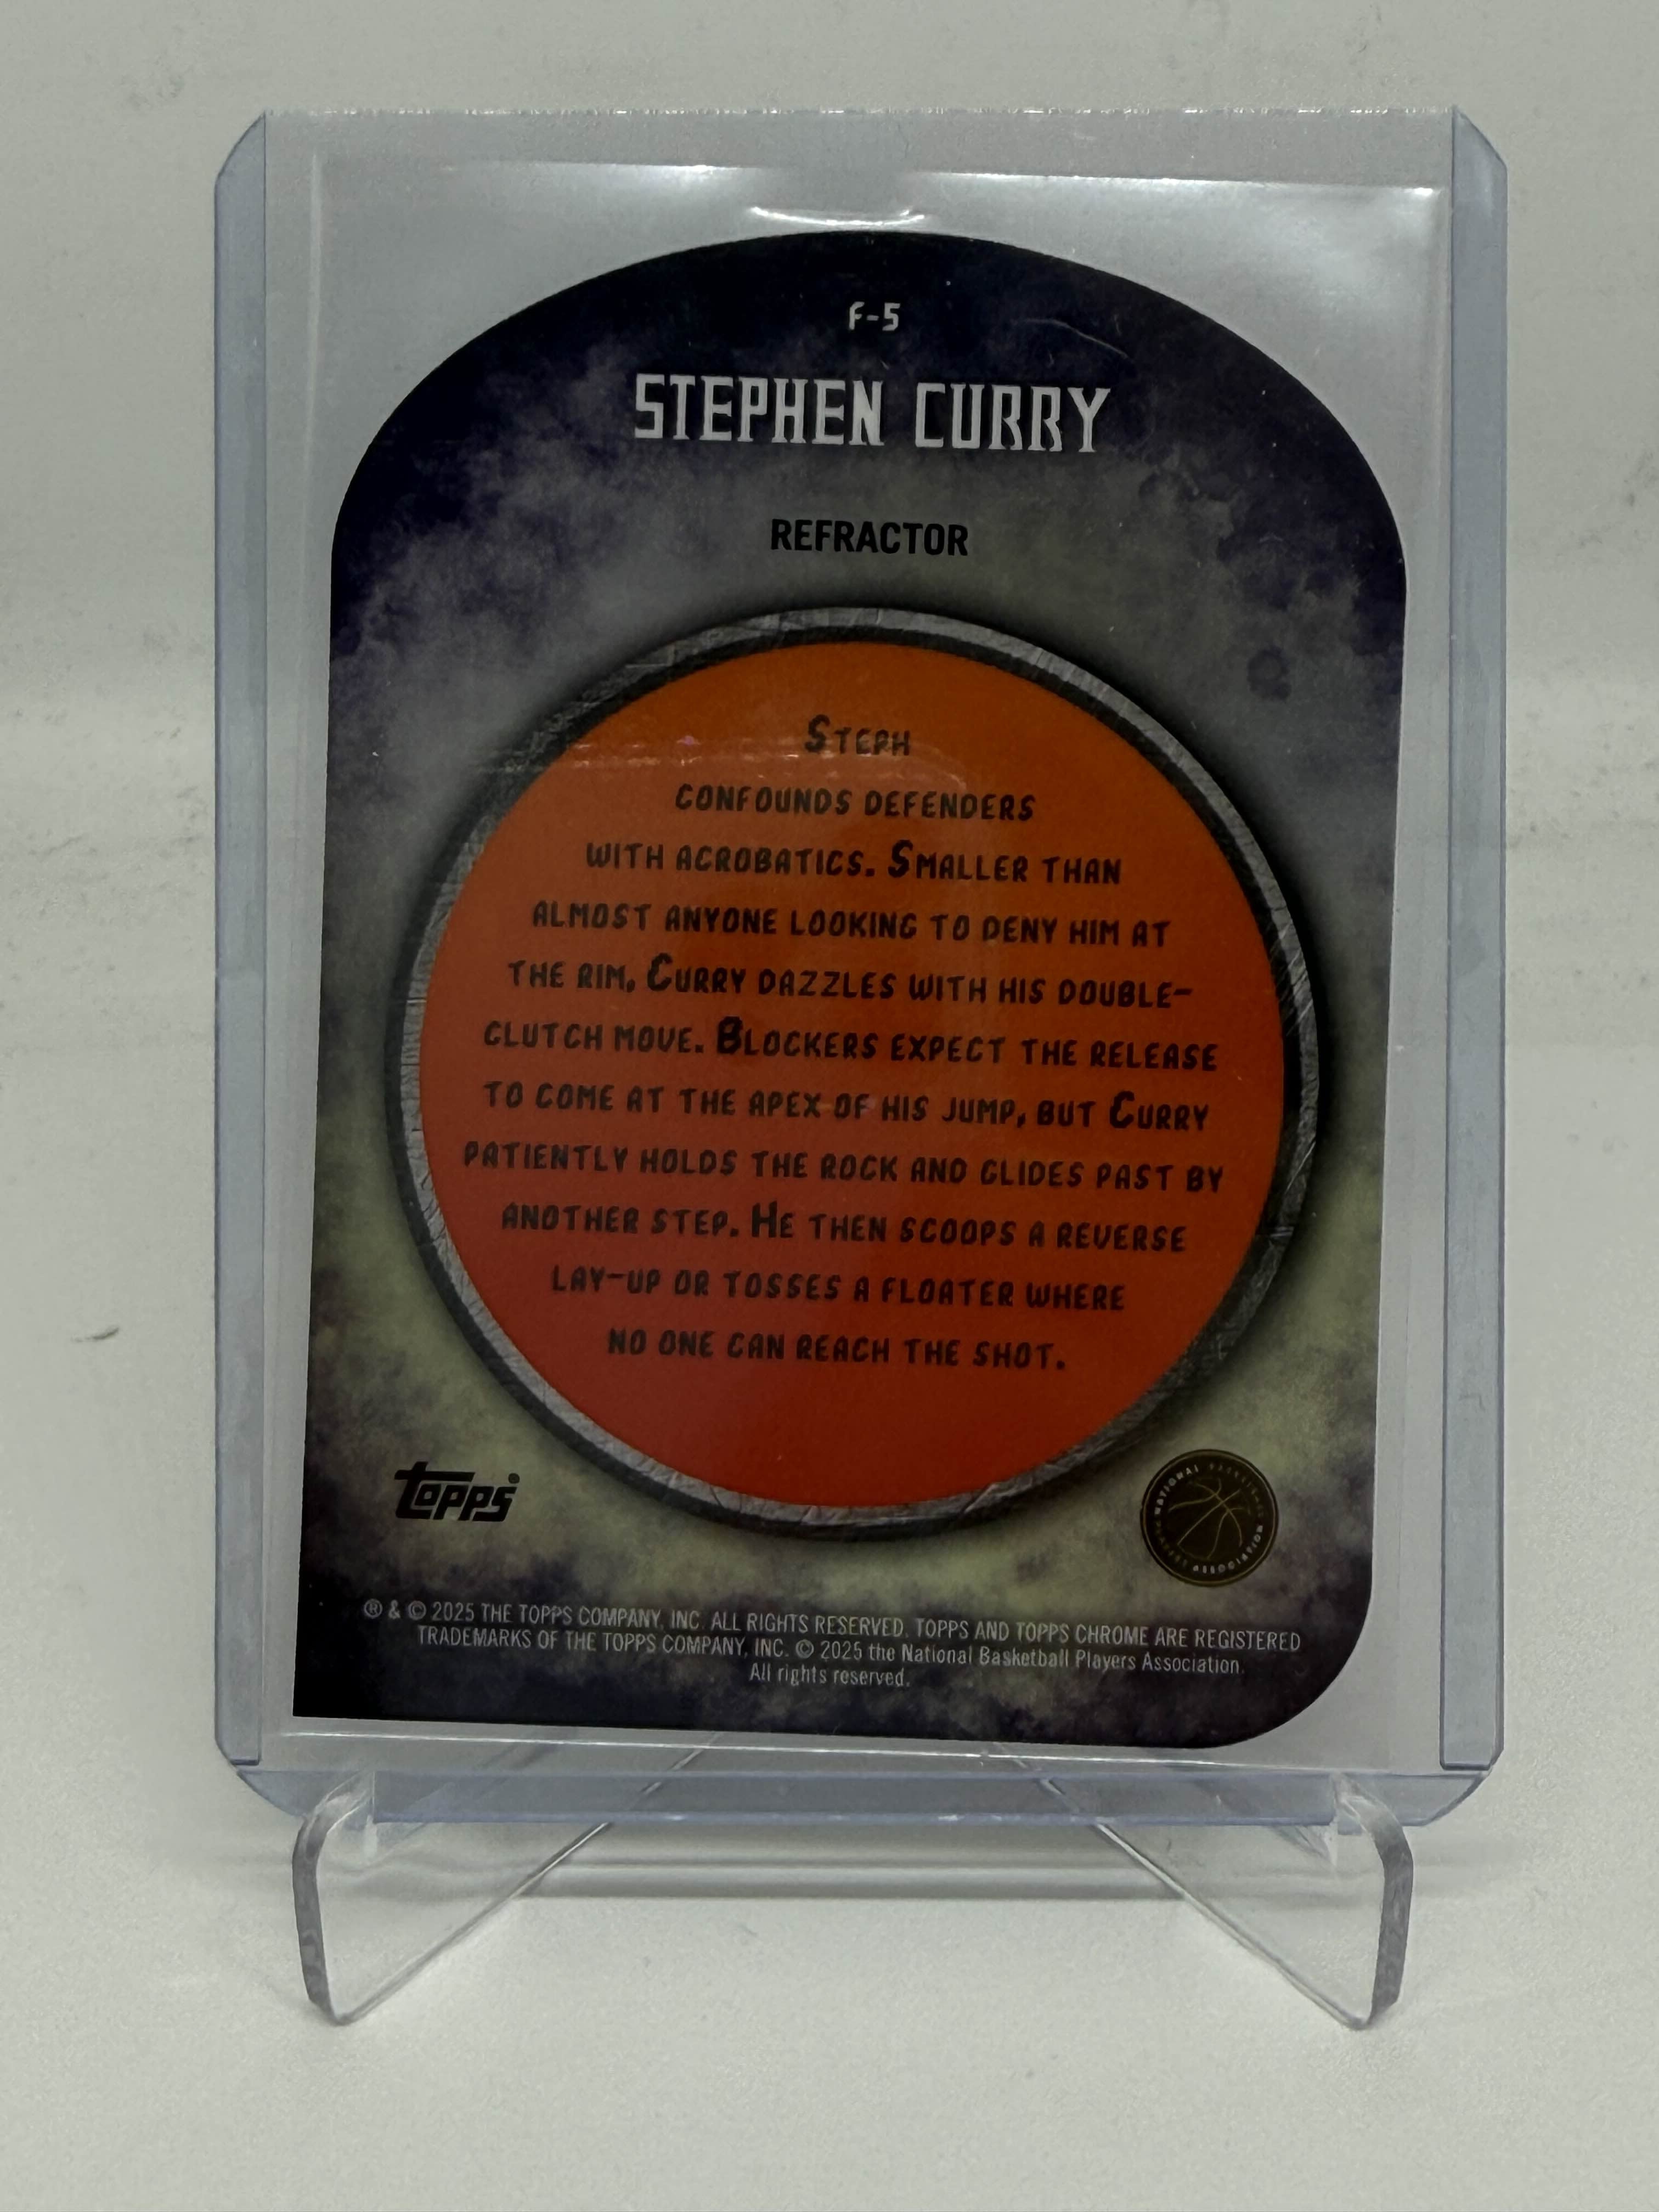 F-5
STEPHEN CURRY
REFRACTOR
STEPH
CONFOUNDS DEFENDERS
WITH ACROBATICS. SMALLER THAN
ALMOST ANYONE LOOKING TO DENY HIM AT
THE RIM, CURRY DAZZLES WITH HIS DOUBLE-
CLUTCH MOVE. BLOCKERS EXPECT THE RELEASE
TO COME AT THE APEX OF HIS JUMP, BUT CURRY
PATIENTLY HOLDS THE ROCK AND GLIDES PAST BY
ANOTHER STEP. HE THEN SCOOPS A REVERSE
LAY-UP OR TOSSES A FLOATER WHERE
NO ONE CAN REACH THE SHOT.
topps®
NATIONAL BASKETBALL PLAYERS ASSOCIATION
® & © 2025 THE TOPPS COMPANY, INC. ALL RIGHTS RESERVED. TOPPS AND TOPPS CHROME ARE REGISTERED
TRADEMARKS OF THE TOPPS COMPANY, INC. © 2025 the National Basketball Players Association.
All rights reserved.